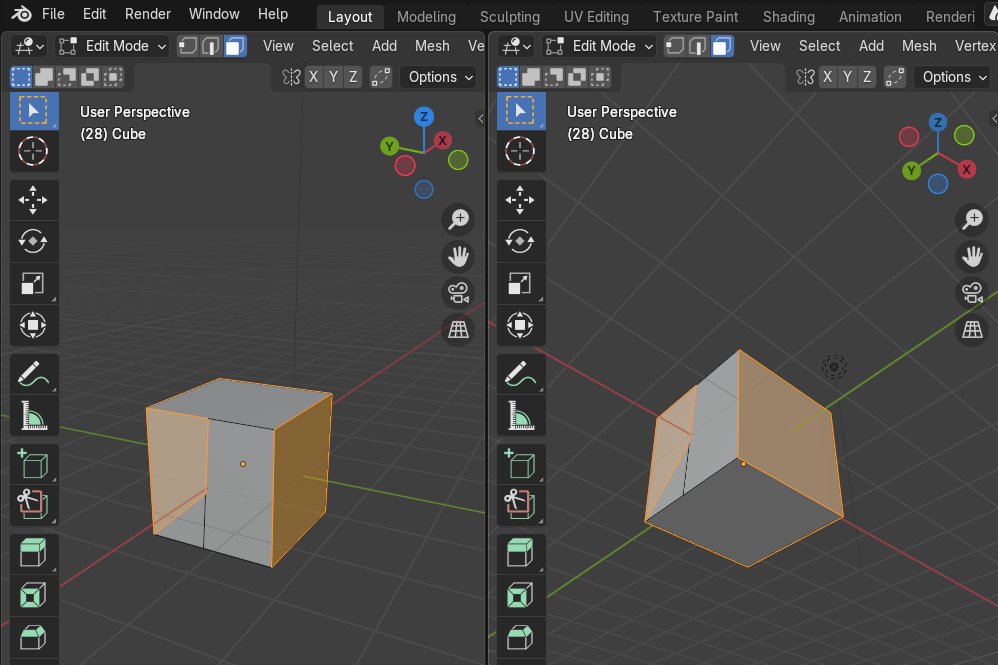 File Edit Render Window Help Layout Modeling Sculpting UV Editing Texture Paint Shading Animation Renderi
Edit Mode View Select Add Mesh Ve
X Y Z Options
User Perspective
(28) Cube
Z
Y X
Edit Mode View Select Add Mesh Vertex
X Y Z Options
User Perspective
(28) Cube
Z
Y X